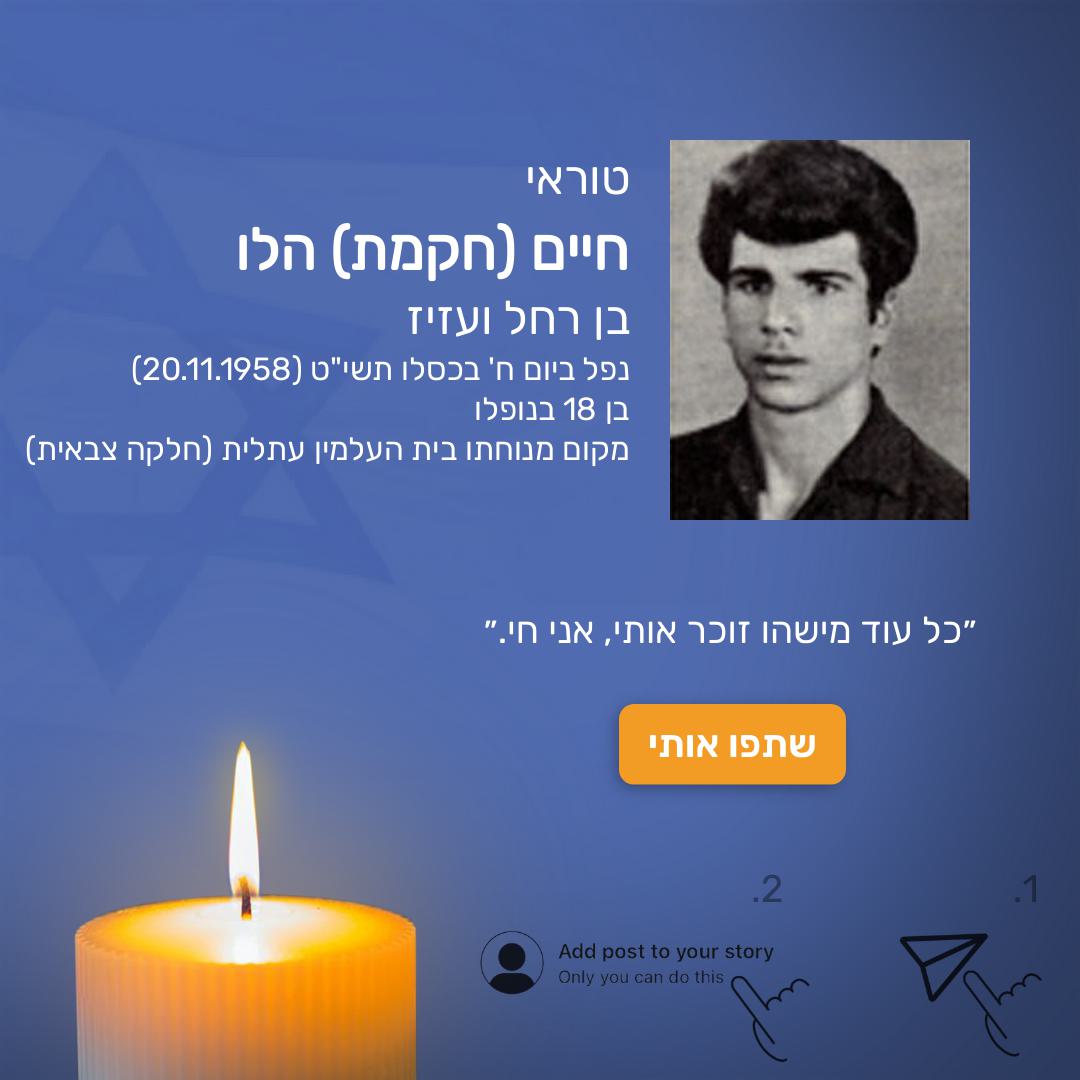 טוראי
חיים (חקמת) הלו
בן רחל ועזיז
נפל ביום ח' בכסלו תשי"ט (20.11.1958)
בן 18 בנופלו
מקום מנוחתו בית העלמין עתלית (חלקה צבאית)
״כל עוד מישהו זוכר אותי, אני חי.״
שתפו אותי
1.
2.
Add post to your story
Only you can do this